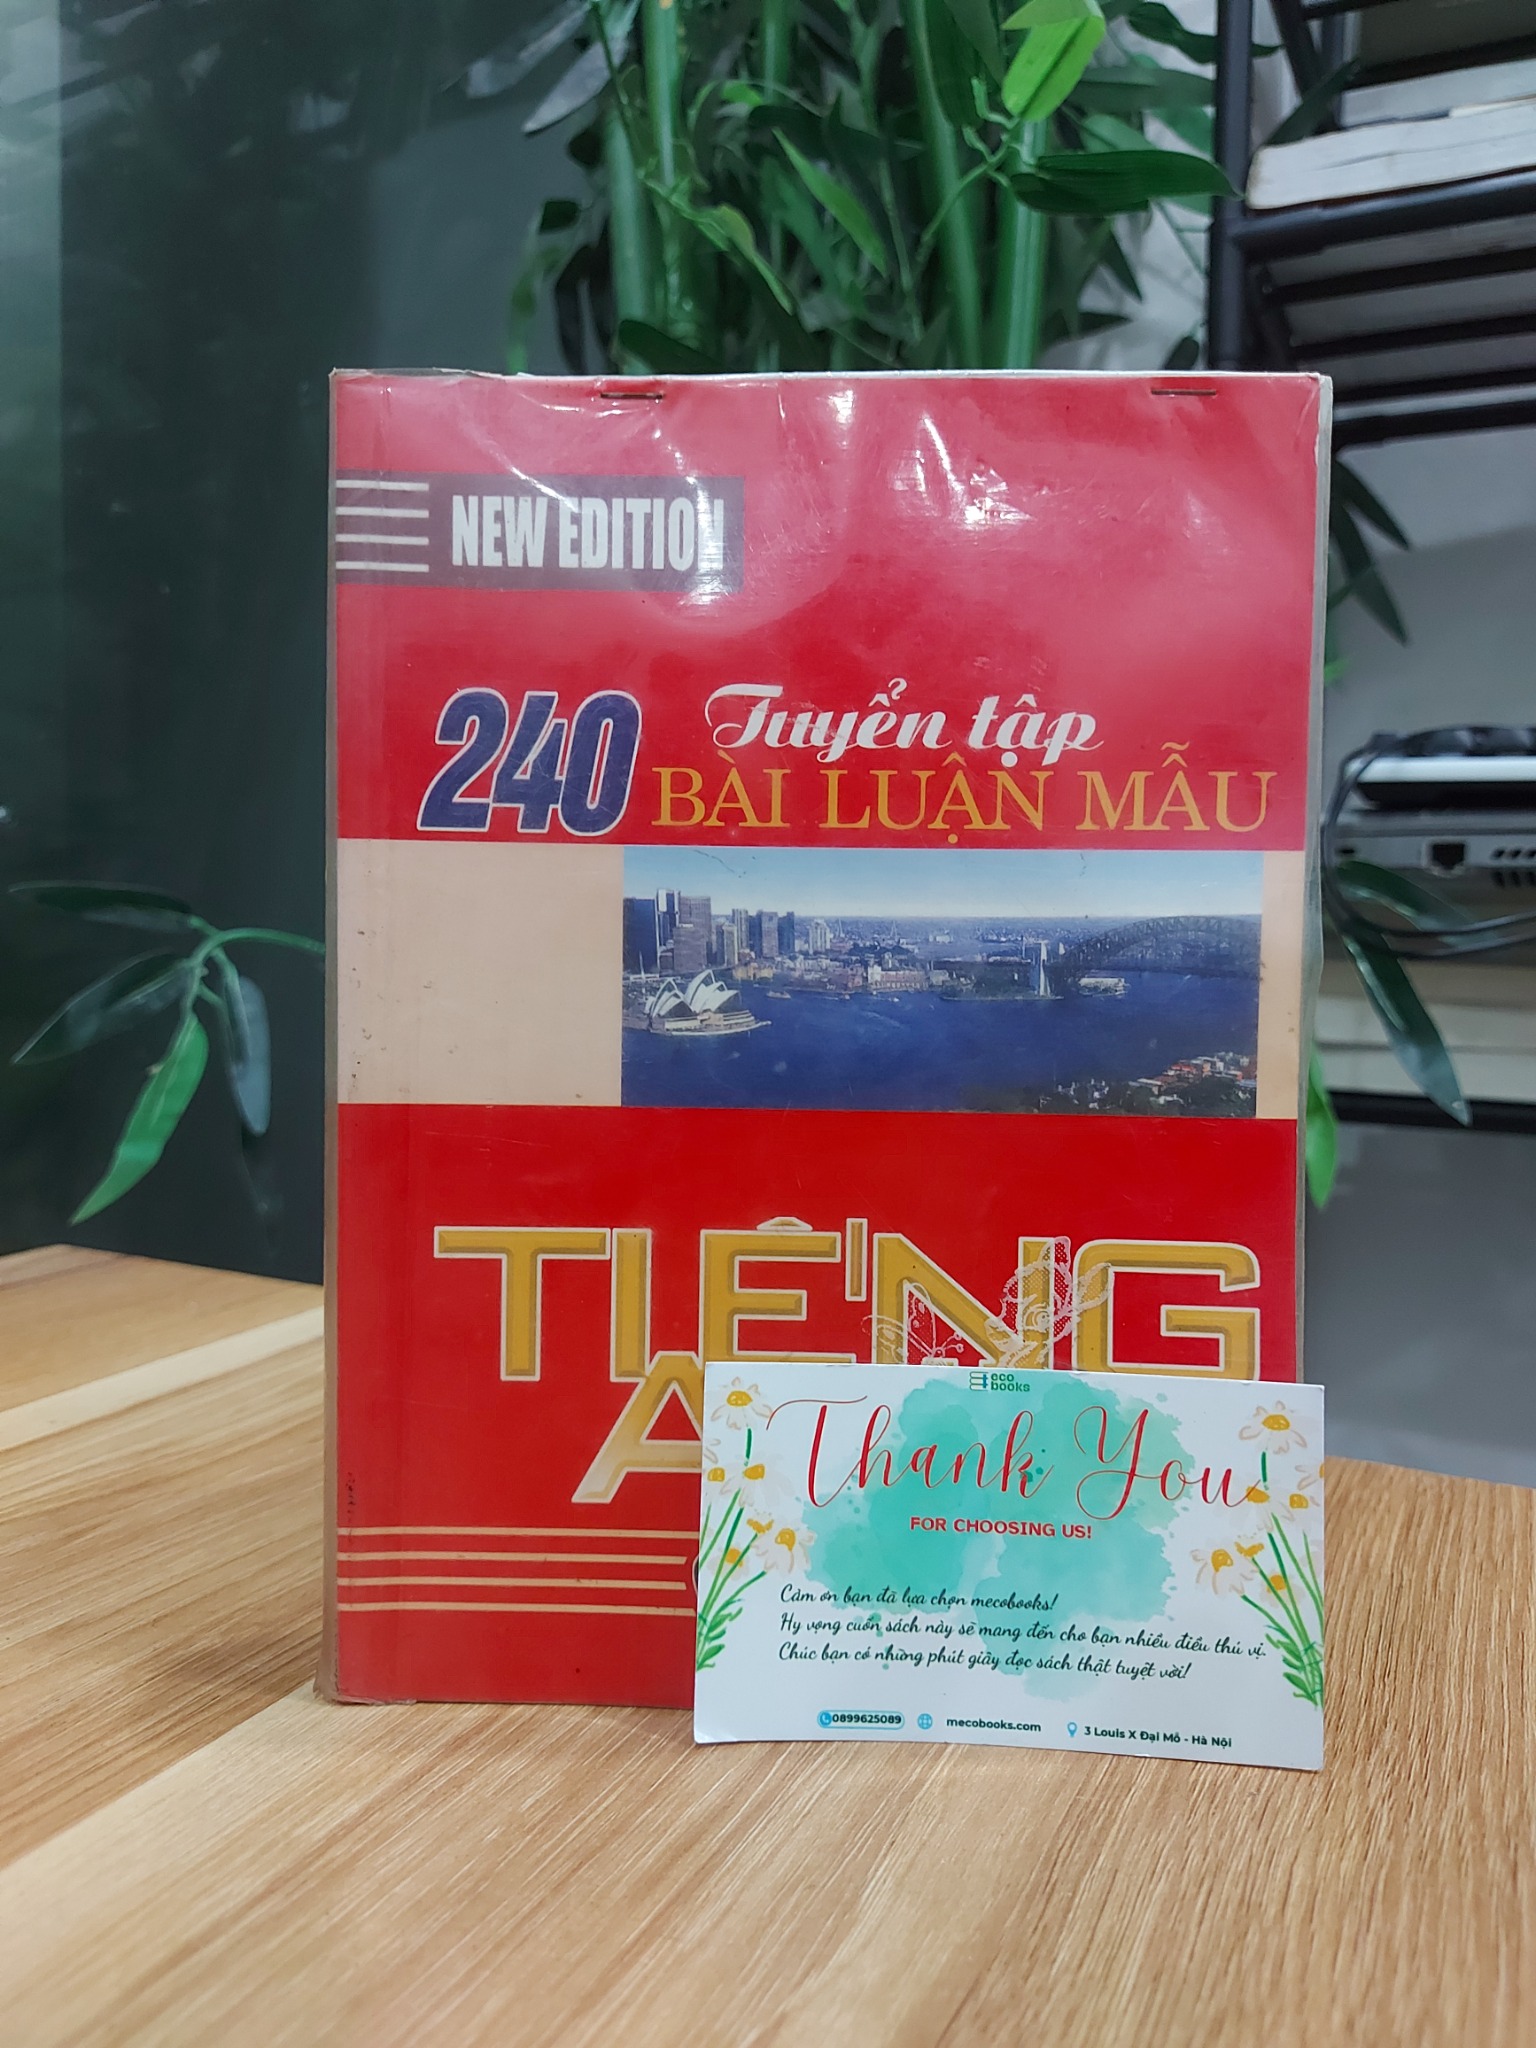 NEW EDITION
Tuyển tập
240 BÀI LUẬN MẪU
TIẾNG
eco
books
Thank You
FOR CHOOSING US!
Cảm ơn bạn đã lựa chọn mecobooks!
Hy vọng cuốn sách này sẽ mang đến cho bạn nhiều điều thú vị.
Chúc bạn có những phút giây đọc sách thật tuyệt vời!
0899625089 mecobooks.com 3 Louis X Đại Mỗ - Hà Nội